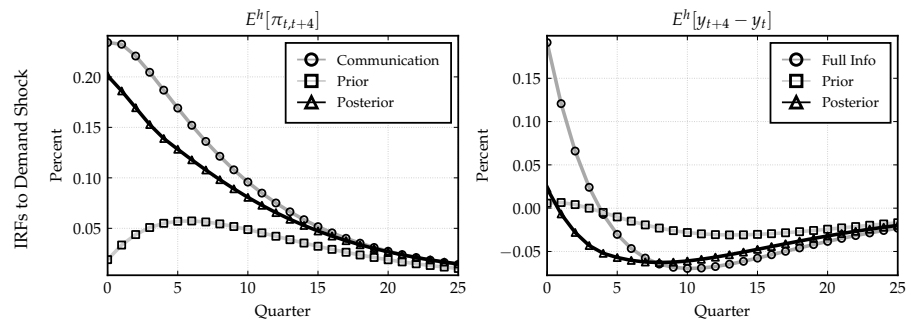 E^h[π_{t,t+4}]
Communication
Prior
Posterior
IRFs to Demand Shock
Percent
0.20
0.15
0.10
0.05
0 5 10 15 20 25
Quarter
E^h[y_{t+4} − y_t]
Full Info
Prior
Posterior
Percent
0.15
0.10
0.05
0.00
−0.05
0 5 10 15 20 25
Quarter